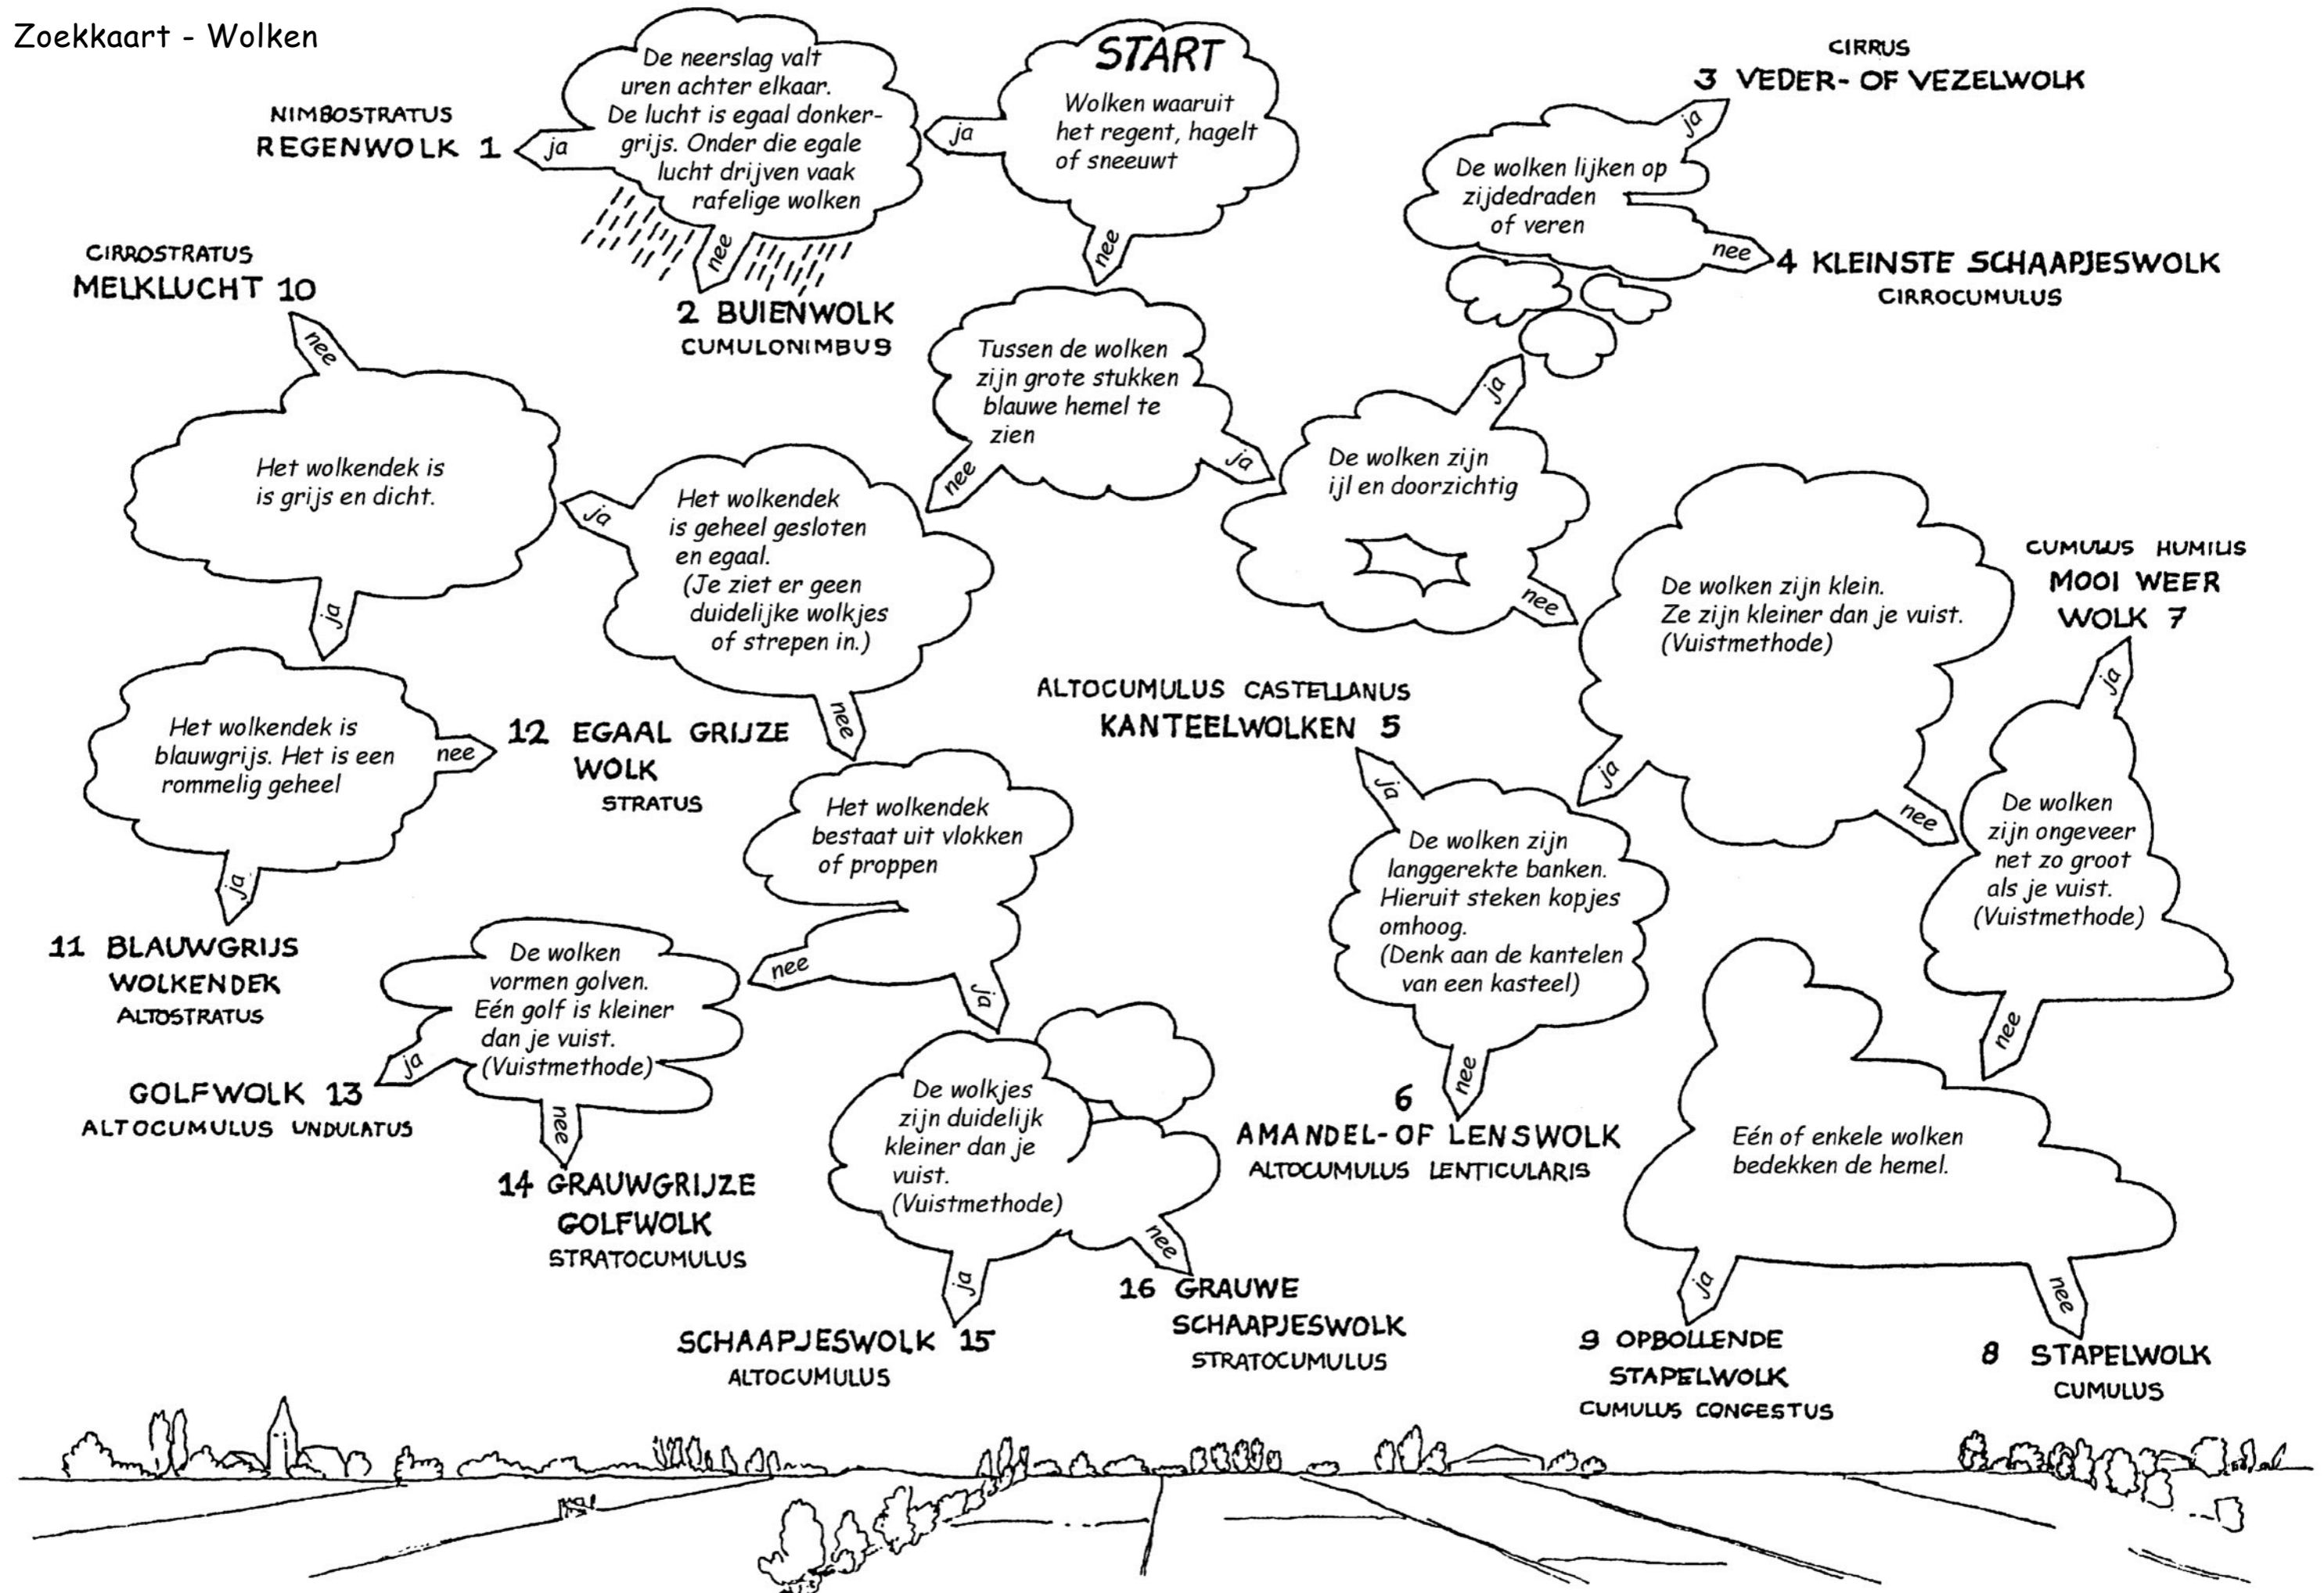 Zoekkaart - Wolken
START
Wolken waaruit
het regent, hagelt
of sneeuwt
ja
nee
De neerslag valt
uren achter elkaar.
De lucht is egaal donker-
grijs. Onder die egale
lucht drijven vaak
rafelige wolken
ja
nee
NIMBOSTRATUS
REGENWOLK 1
2 BUIENWOLK
CUMULONIMBUS
Tussen de wolken
zijn grote stukken
blauwe hemel te
zien
nee
ja
De wolken zijn
ijl en doorzichtig
ja
nee
De wolken lijken op
zijdedraden
of veren
ja
nee
CIRRUS
3 VEDER- OF VEZELWOLK
4 KLEINSTE SCHAAPJESWOLK
CIRROCUMULUS
De wolken zijn klein.
Ze zijn kleiner dan je vuist.
(Vuistmethode)
ja
nee
ALTOCUMULUS CASTELLANUS
KANTEELWOLKEN 5
ja
De wolken zijn
langgerekte banken.
Hieruit steken kopjes
omhoog.
(Denk aan de kantelen
van een kasteel)
nee
6
AMANDEL- OF LENSWOLK
ALTOCUMULUS LENTICULARIS
CUMULUS HUMILIS
MOOI WEER
WOLK 7
ja
De wolken
zijn ongeveer
net zo groot
als je vuist.
(Vuistmethode)
nee
Eén of enkele wolken
bedekken de hemel.
ja
nee
9 OPBOLLENDE
STAPELWOLK
CUMULUS CONGESTUS
8 STAPELWOLK
CUMULUS
Het wolkendek
is geheel gesloten
en egaal.
(Je ziet er geen
duidelijke wolkjes
of strepen in.)
ja
nee
CIRROSTRATUS
MELKLUCHT 10
nee
Het wolkendek is
is grijs en dicht.
ja
Het wolkendek is
blauwgrijs. Het is een
rommelig geheel
nee
ja
12 EGAAL GRIJZE
WOLK
STRATUS
11 BLAUWGRIJS
WOLKENDEK
ALTOSTRATUS
Het wolkendek
bestaat uit vlokken
of proppen
nee
ja
De wolken
vormen golven.
Eén golf is kleiner
dan je vuist.
(Vuistmethode)
ja
nee
GOLFWOLK 13
ALTOCUMULUS UNDULATUS
14 GRAUWGRIJZE
GOLFWOLK
STRATOCUMULUS
De wolkjes
zijn duidelijk
kleiner dan je
vuist.
(Vuistmethode)
ja
nee
SCHAAPJESWOLK 15
ALTOCUMULUS
16 GRAUWE
SCHAAPJESWOLK
STRATOCUMULUS